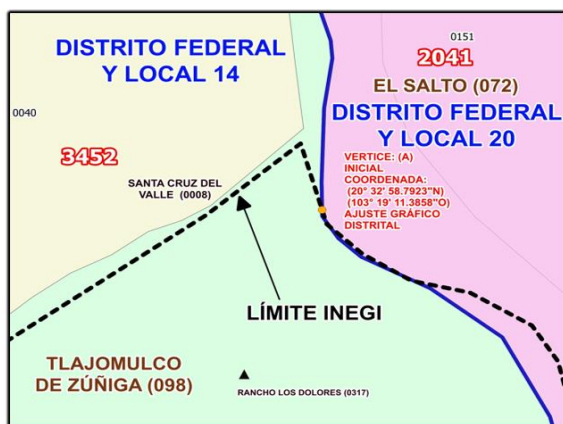 DISTRITO FEDERAL
Y LOCAL 14
0151
2041
EL SALTO (072)
DISTRITO FEDERAL
Y LOCAL 20
0040
3452
VERTICE: (A)
INICIAL
COORDENADA:
(20° 32' 58.7923"N)
(103° 19' 11.3858"O)
AJUSTE GRÁFICO
DISTRITAL
SANTA CRUZ DEL
VALLE (0008)
LÍMITE INEGI
TLAJOMULCO
DE ZÚÑIGA (098)
RANCHO LOS DOLORES (0317)